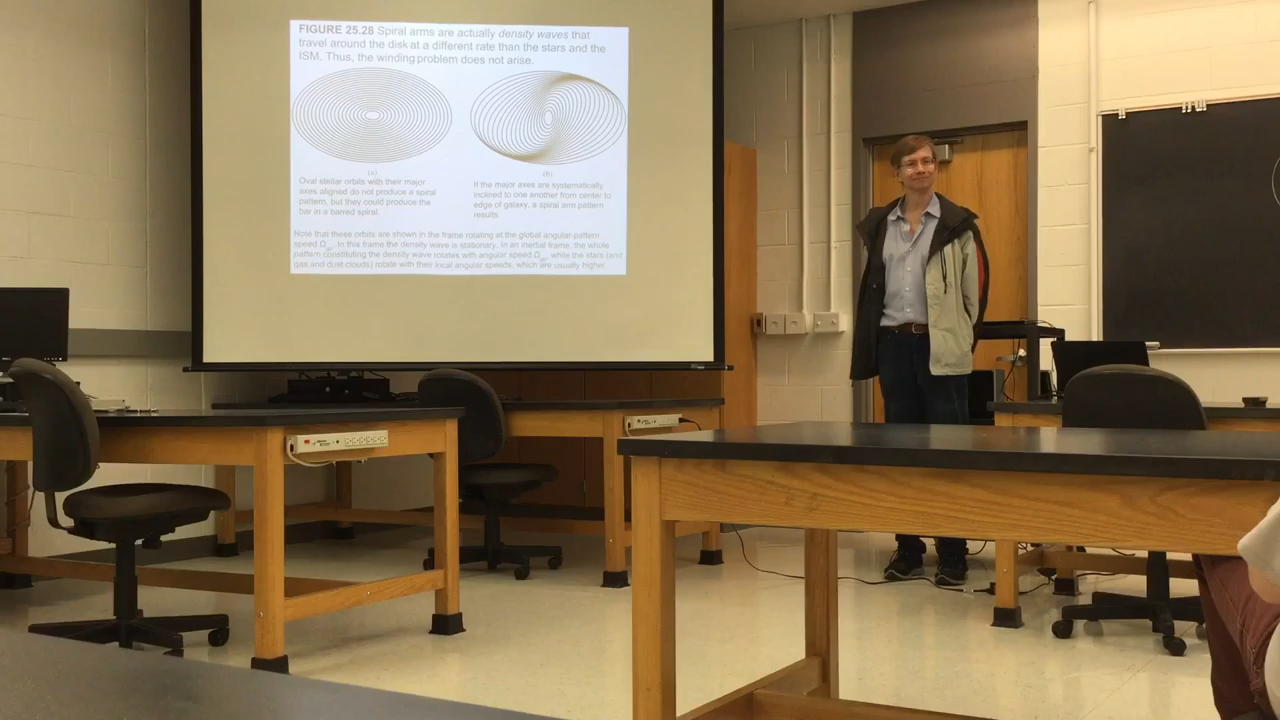 FIGURE 25.28 Spiral arms are actually density waves that
travel around the disk at a different rate than the stars and the
ISM. Thus, the winding problem does not arise.
(a)
Oval stellar orbits with their major
axes aligned do not produce a spiral
pattern, but they could produce the
bar in a barred spiral.
(b)
If the major axes are systematically
inclined to one another from center to
edge of galaxy, a spiral arm pattern
results
Note that these orbits are shown in the frame rotating at the global angular-pattern
speed Ωgp. In this frame the density wave is stationary. In an inertial frame, the whole
pattern constituting the density wave rotates with angular speed Ωgp, while the stars (and
gas and dust clouds) rotate with their local angular speeds, which are usually higher.